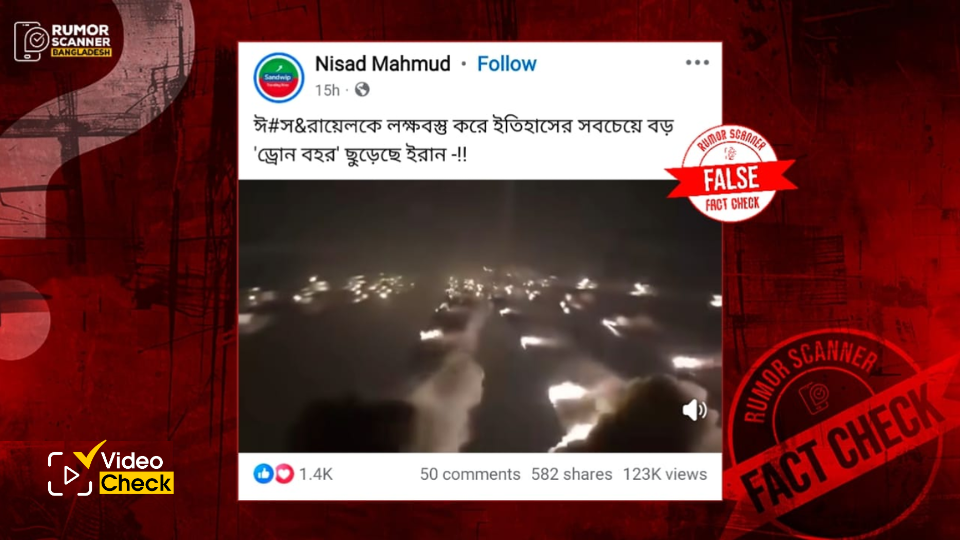 RUMOR
SCANNER
BANGLADESH
Nisad Mahmud • Follow
Sandwip
15h ·
ঈ#স&রায়েলকে লক্ষবস্তু করে ইতিহাসের সবচেয়ে বড়
'ড্রোন বহর' ছুড়েছে ইরান -!!
RUMOR SCANNER
FALSE
FACT CHECK
1.4K 50 comments 582 shares 123K views
Video
Check
RUMOR SCANNER
FACT CHECK